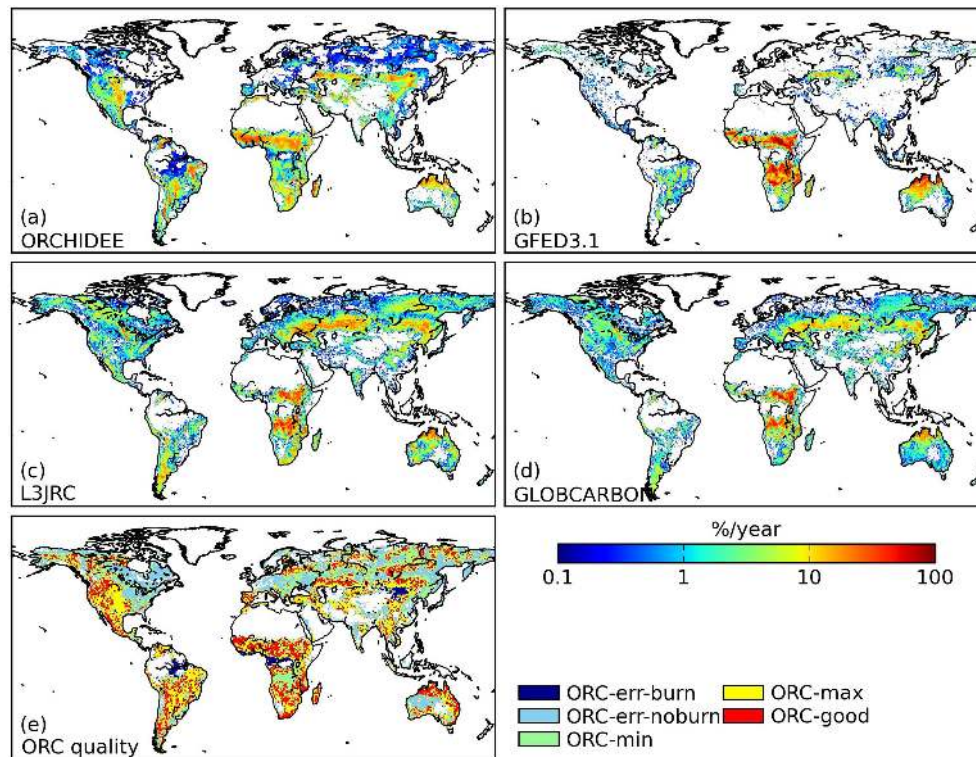 (a)
ORCHIDEE
(b)
GFED3.1
(c)
L3JRC
(d)
GLOBCARBON
(e)
ORC quality
%/year
0.1 1 10 100
ORC-err-burn ORC-max
ORC-err-noburn ORC-good
ORC-min